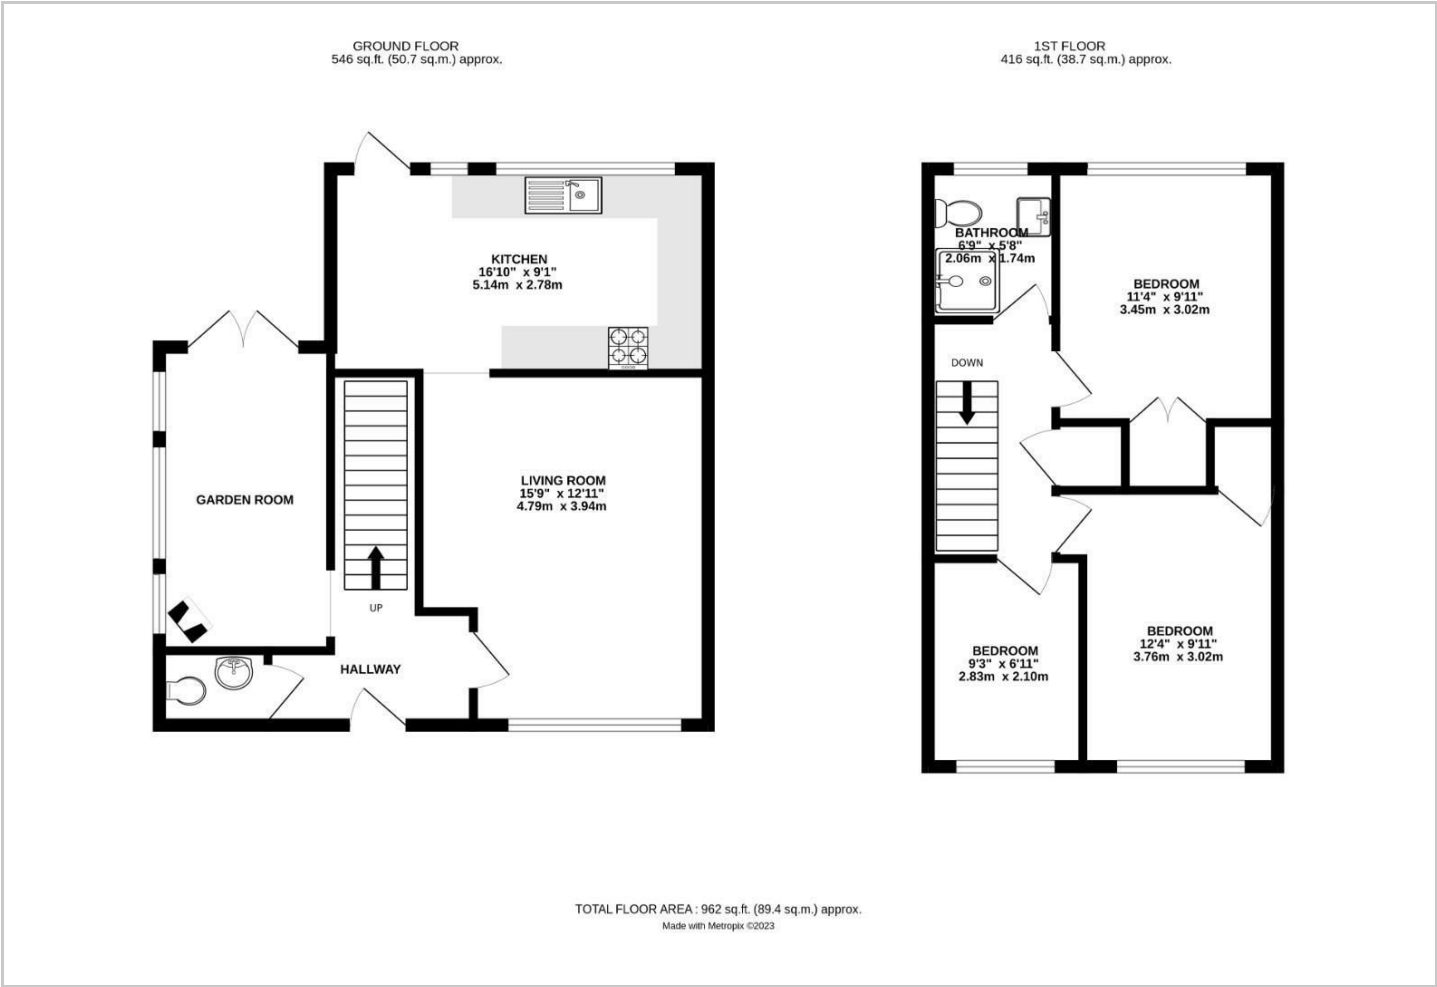 GROUND FLOOR
546 sq.ft. (50.7 sq.m.) approx.
1ST FLOOR
416 sq.ft. (38.7 sq.m.) approx.
KITCHEN
16'10" x 9'1"
5.14m x 2.78m
GARDEN ROOM
LIVING ROOM
15'9" x 12'11"
4.79m x 3.94m
UP
HALLWAY
BATHROOM
6'9" x 5'8"
2.06m x 1.74m
BEDROOM
11'4" x 9'11"
3.45m x 3.02m
DOWN
BEDROOM
9'3" x 6'11"
2.83m x 2.10m
BEDROOM
12'4" x 9'11"
3.76m x 3.02m
TOTAL FLOOR AREA : 962 sq.ft. (89.4 sq.m.) approx.
Made with Metropix ©2023